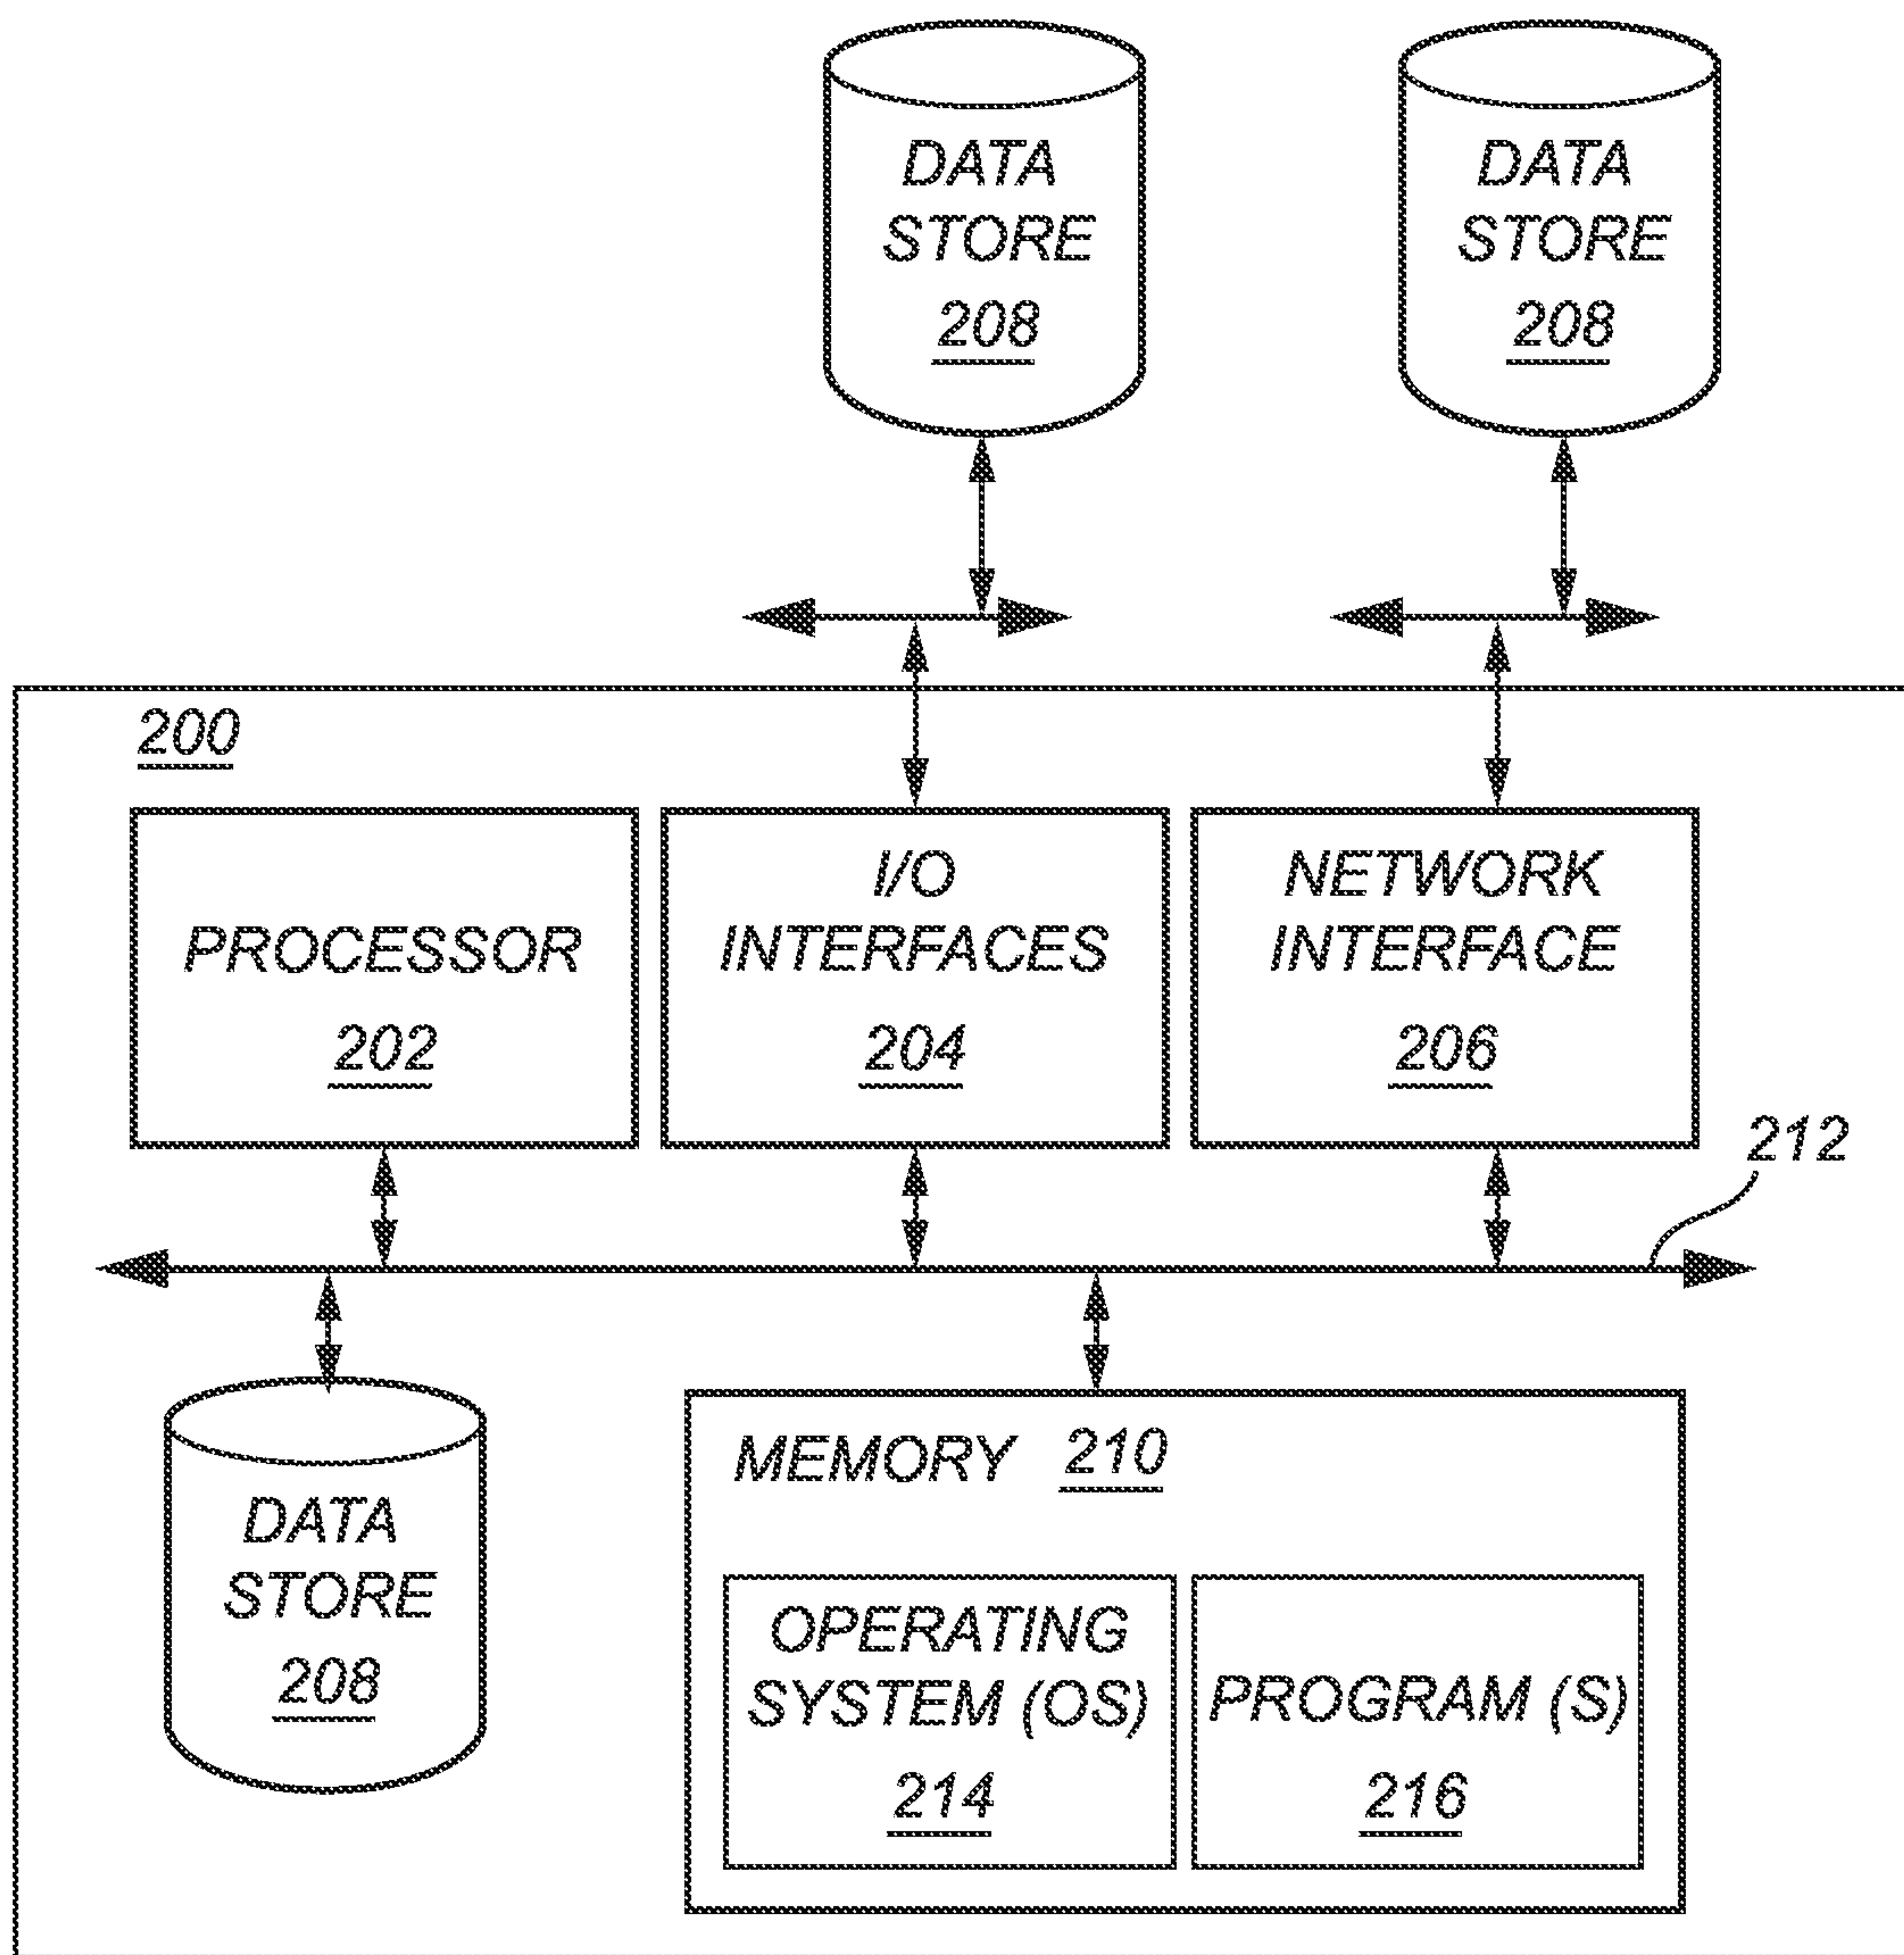 DATA
STORE
208
DATA
STORE
208
200
PROCESSOR
202
I/O
INTERFACES
204
NETWORK
INTERFACE
206
212
DATA
STORE
208
MEMORY 210
OPERATING
SYSTEM (OS)
214
PROGRAM (S)
216